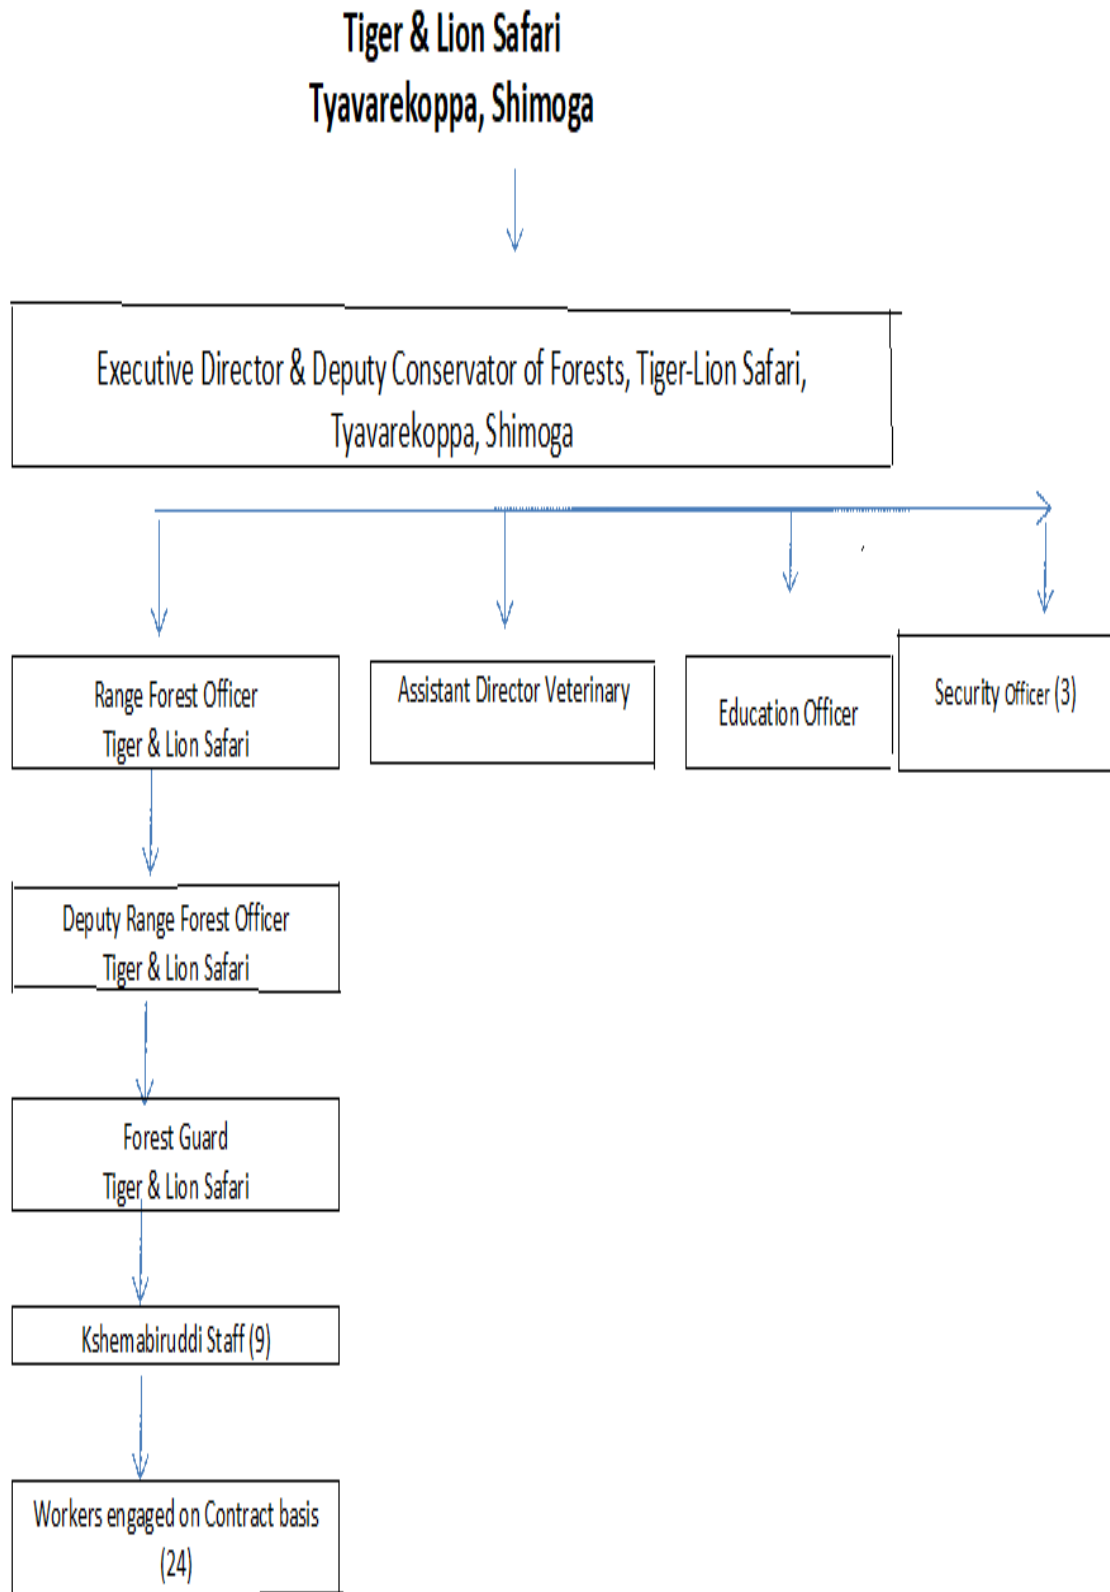 Tiger & Lion Safari
Tyavarekoppa, Shimoga
Executive Director & Deputy Conservator of Forests, Tiger-Lion Safari,
Tyavarekoppa, Shimoga
Range Forest Officer
Tiger & Lion Safari
Assistant Director Veterinary
Education Officer
Security Officer (3)
Deputy Range Forest Officer
Tiger & Lion Safari
Forest Guard
Tiger & Lion Safari
Kshemabiruddi Staff (9)
Workers engaged on Contract basis
(24)